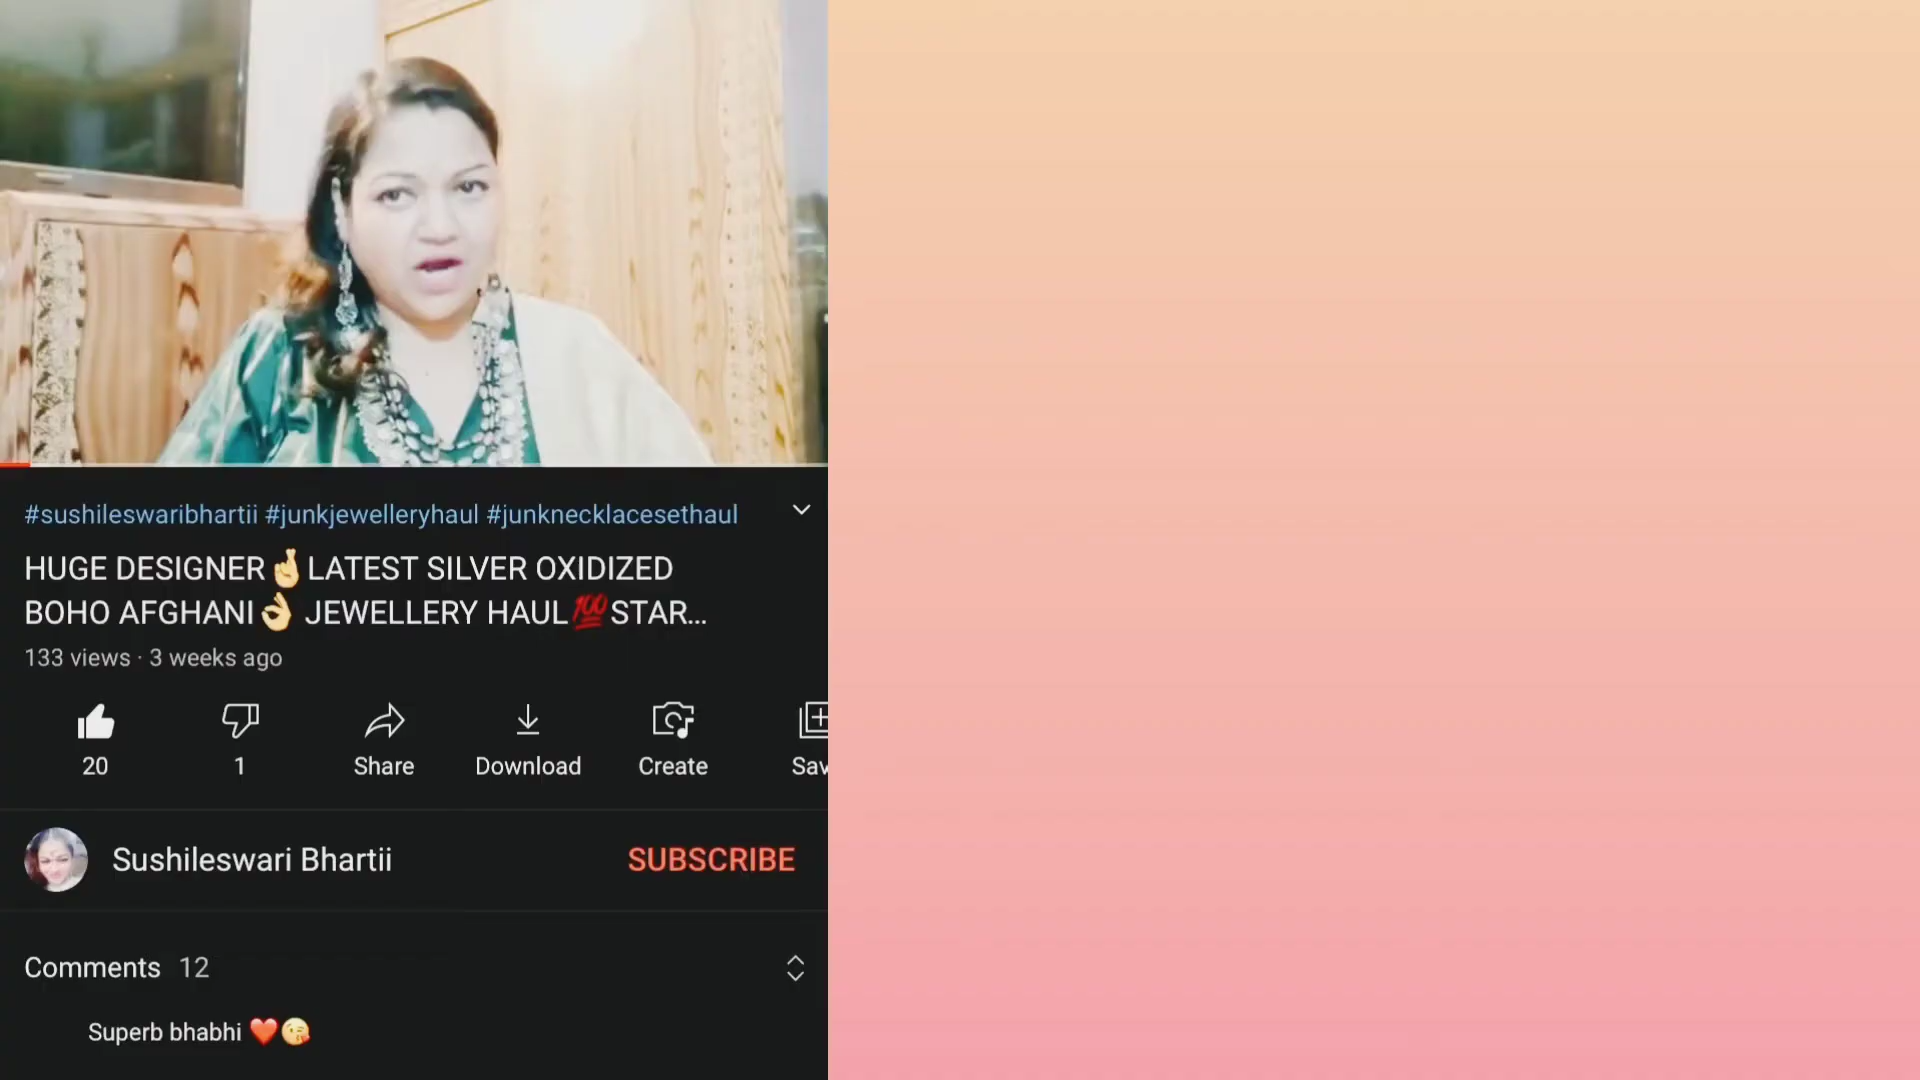 #sushileswaribhartii #junkjewelleryhaul #junknecklacesethaul
HUGE DESIGNER🤞LATEST SILVER OXIDIZED
BOHO AFGHANI👌 JEWELLERY HAUL💯STAR...
133 views · 3 weeks ago
20 1 Share Download Create Sav
Sushileswari Bhartii SUBSCRIBE
Comments 12
Superb bhabhi ❤️😘